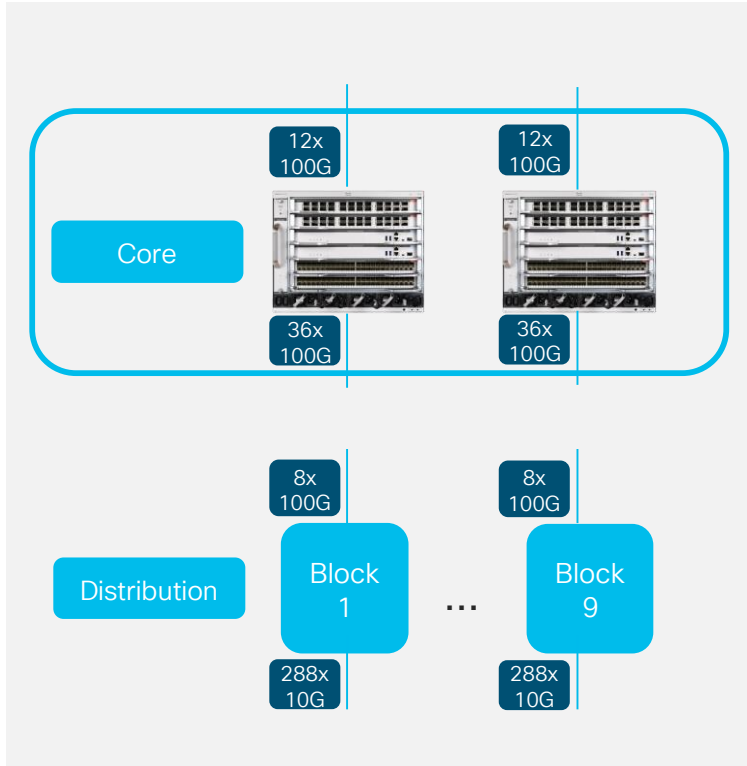 12x
100G
12x
100G
Core
36x
100G
36x
100G
8x
100G
8x
100G
Distribution
Block
1
...
Block
9
288x
10G
288x
10G